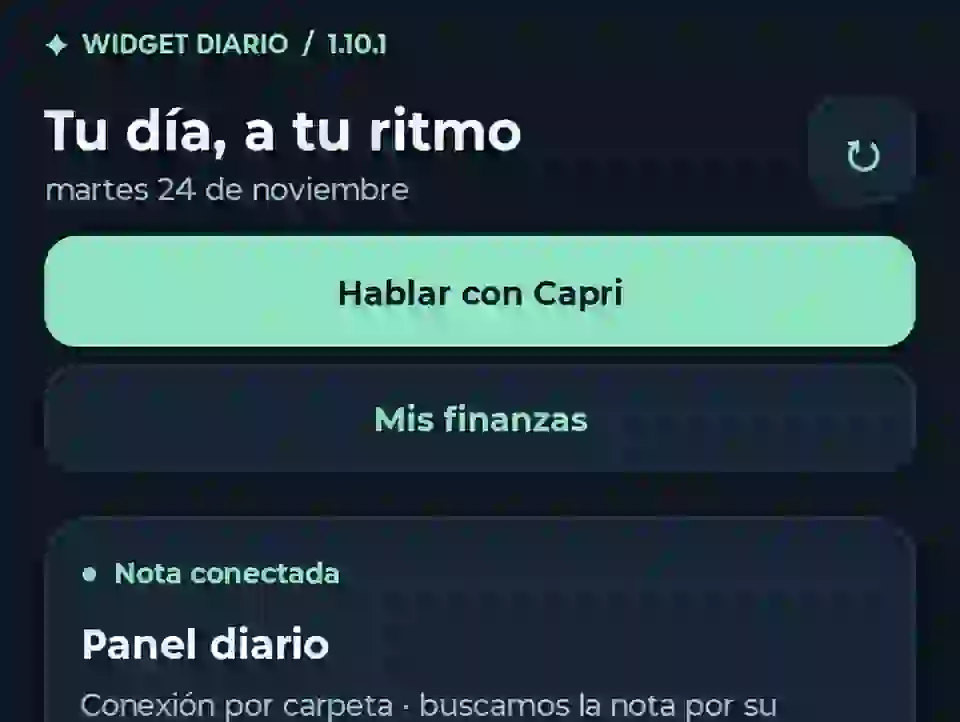 WIDGET DIARIO / 1.10.1
Tu día, a tu ritmo
martes 24 de noviembre
Hablar con Capri
Mis finanzas
Nota conectada
Panel diario
Conexión por carpeta · buscamos la nota por su